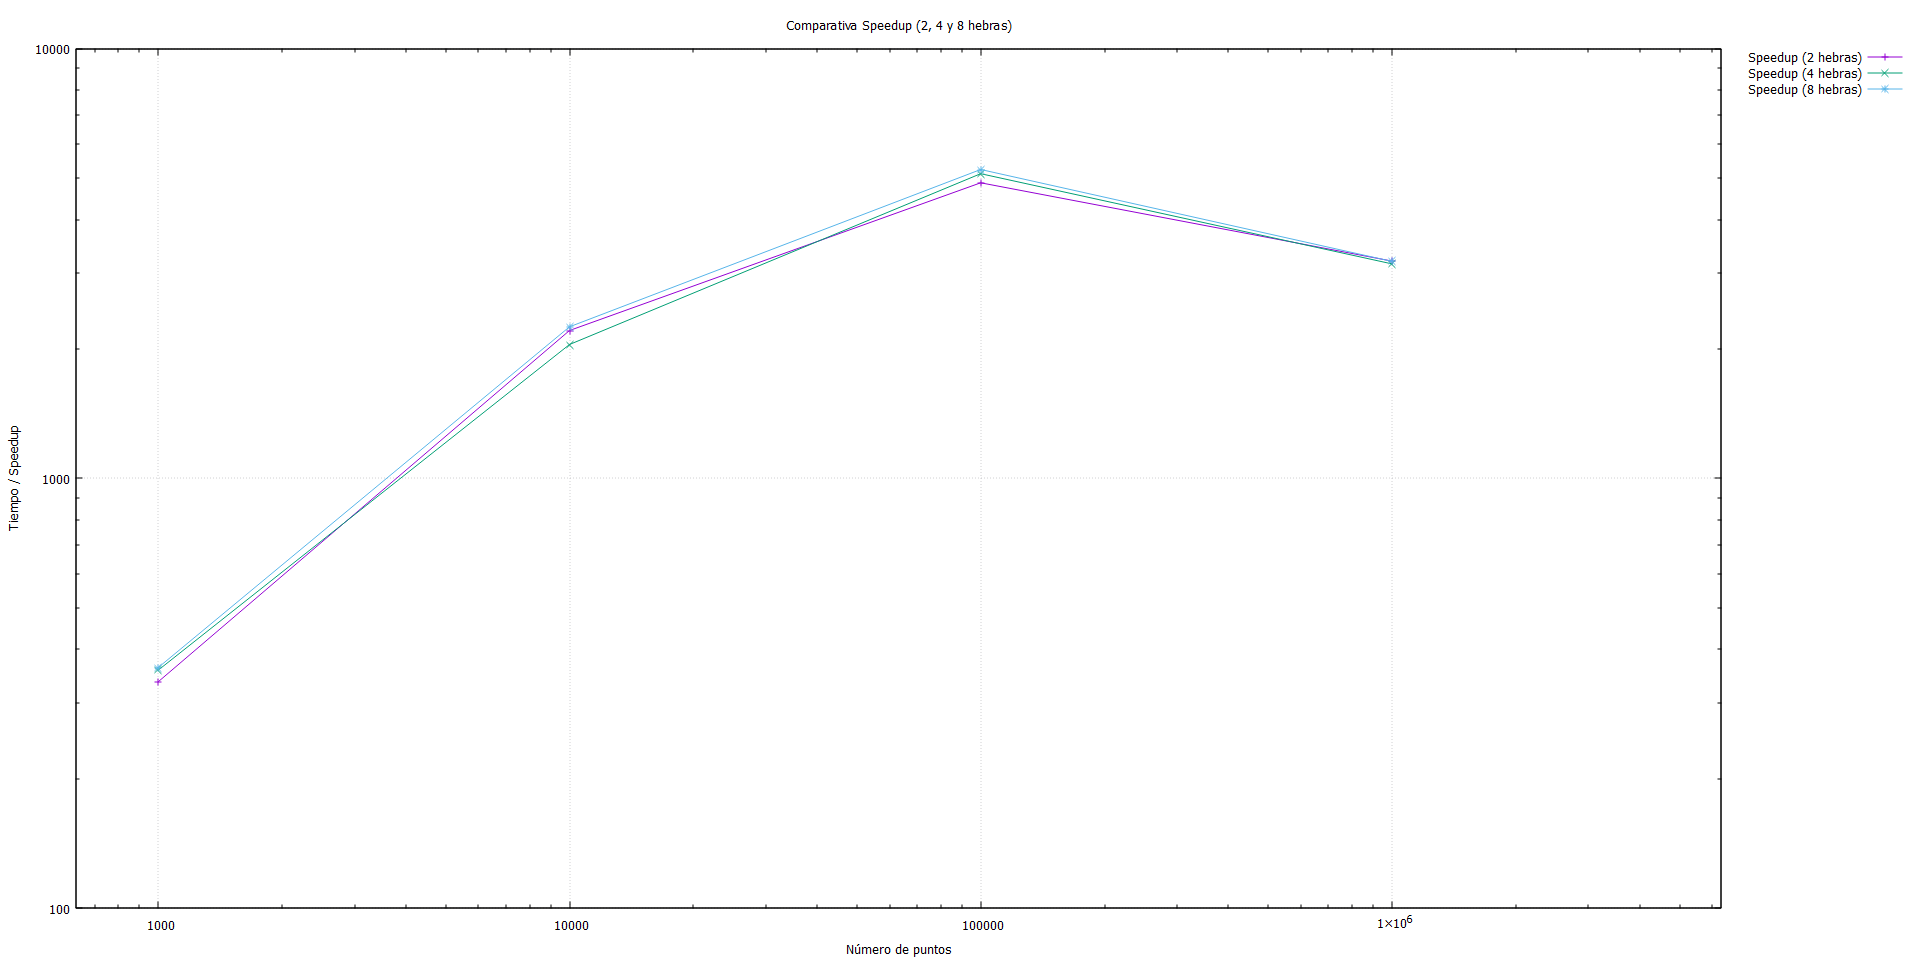 Comparativa Speedup (2, 4 y 8 hebras)
Speedup (2 hebras)
Speedup (4 hebras)
Speedup (8 hebras)
10000
1000
100
Tiempo / Speedup
1000
10000
100000
1×10⁶
Número de puntos